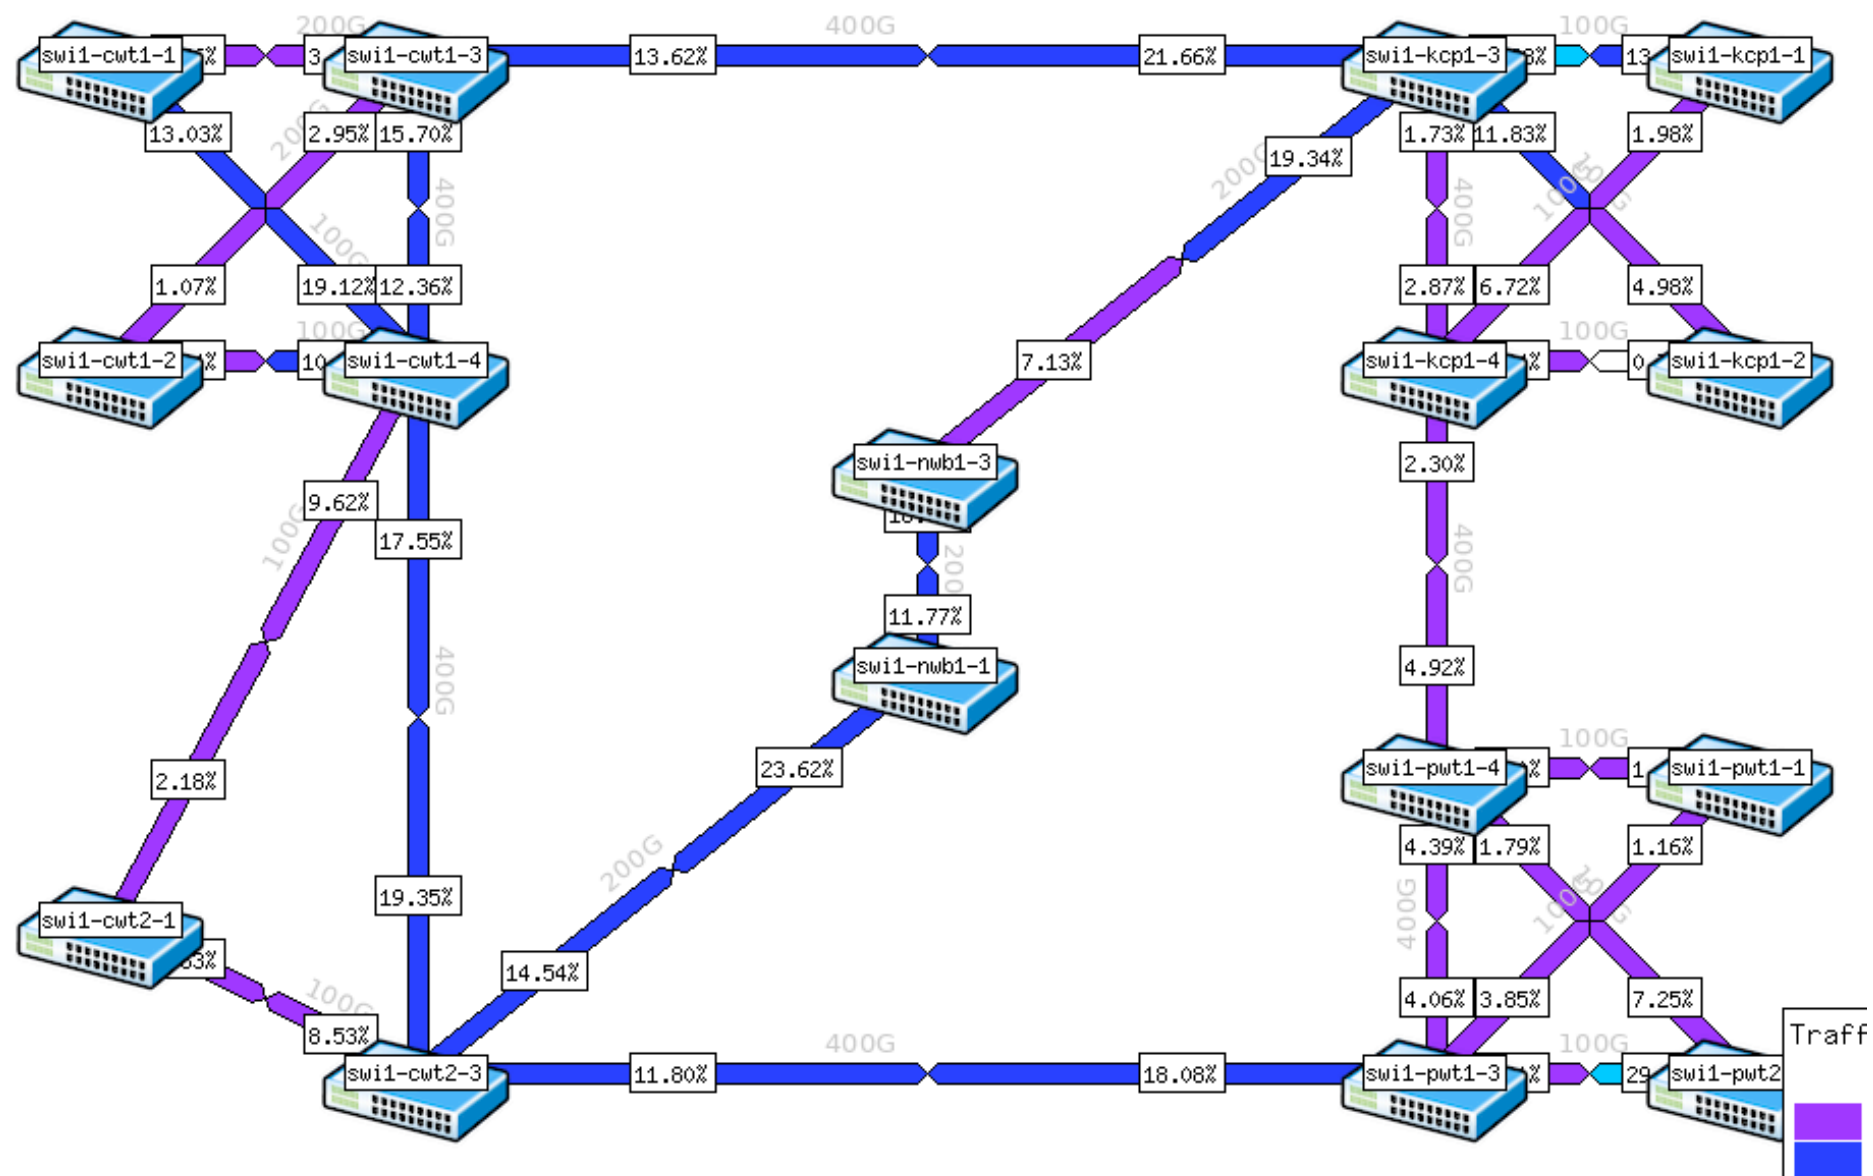 200G
400G
100G
swi1-cwt1-1
swi1-cwt1-3
13.62%
21.66%
swi1-kcp1-3
swi1-kcp1-1
13.03%
200G
2.95%
15.70%
19.34%
200G
1.73%
11.83%
1.98%
400G
100G
400G
100G
1.07%
19.12%
12.36%
2.87%
6.72%
4.98%
100G
100G
swi1-cwt1-2
swi1-cwt1-4
7.13%
swi1-kcp1-4
swi1-kcp1-2
swi1-nwb1-3
2.30%
9.62%
100G
17.55%
400G
200
11.77%
4.92%
swi1-nwb1-1
400G
2.18%
23.62%
100G
swi1-pwt1-4
swi1-pwt1-1
200G
4.39%
1.79%
1.16%
19.35%
400G
100G
swi1-cwt2-1
14.54%
100G
4.06%
3.85%
7.25%
8.53%
400G
100G
swi1-cwt2-3
11.80%
18.08%
swi1-pwt1-3
29
swi1-pwt2
Traff